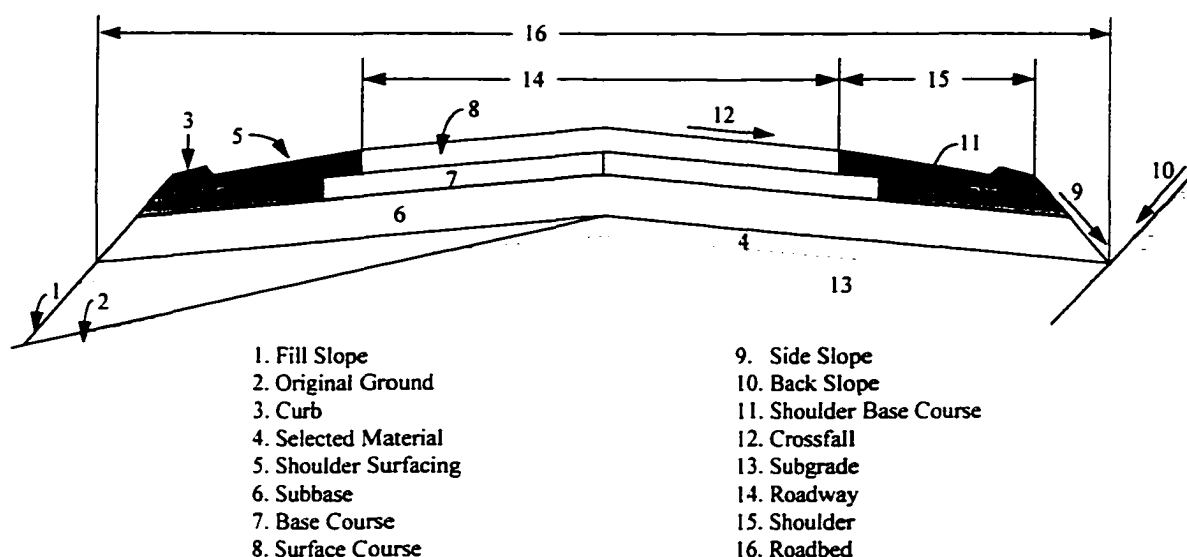 16
14
15
3
5
8
12
11
10
9
7
6
4
13
1
2
1. Fill Slope
2. Original Ground
3. Curb
4. Selected Material
5. Shoulder Surfacing
6. Subbase
7. Base Course
8. Surface Course
9. Side Slope
10. Back Slope
11. Shoulder Base Course
12. Crossfall
13. Subgrade
14. Roadway
15. Shoulder
16. Roadbed